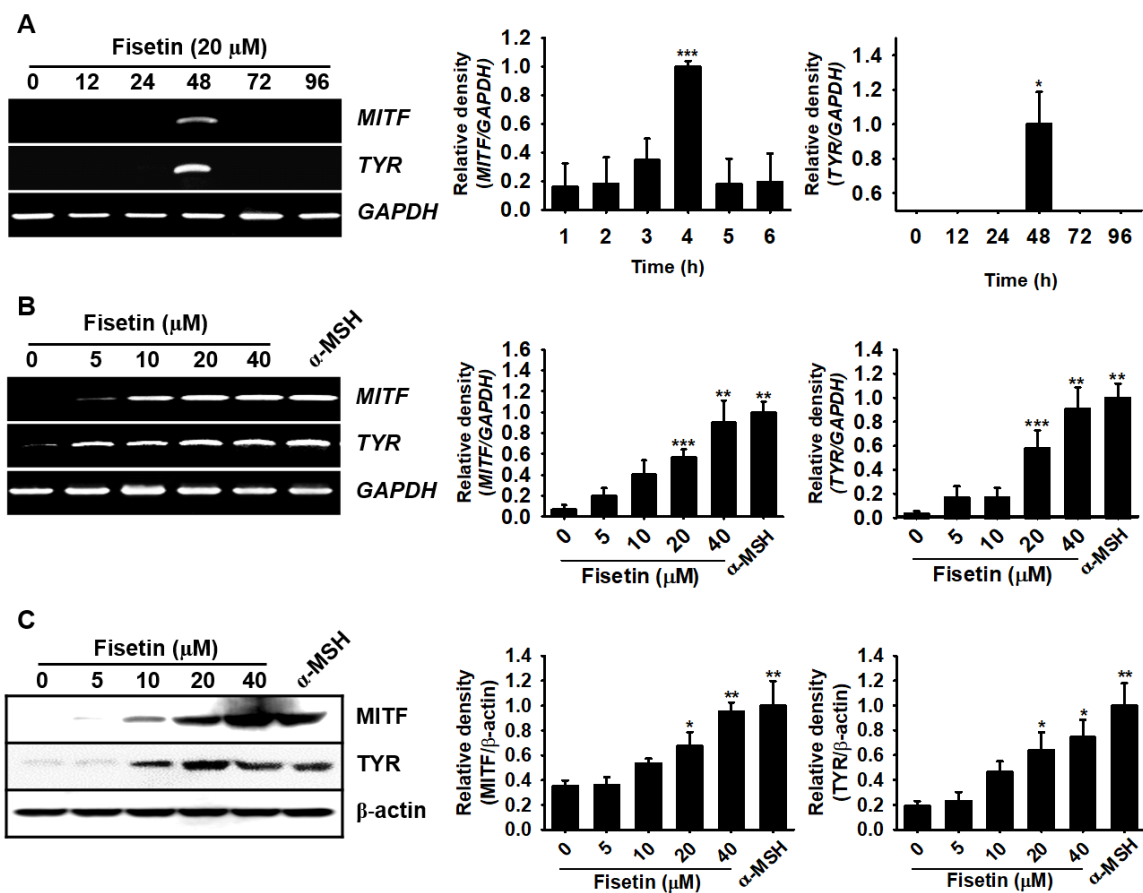 A
Fisetin (20 μM)
0 12 24 48 72 96
MITF
TYR
GAPDH
Relative density
(MITF/GAPDH)
1.2
1.0
0.8
0.6
0.4
0.2
0.0
***
1 2 3 4 5 6
Time (h)
Relative density
(TYR/GAPDH)
1.2
1.0
0.8
0.6
*
0 12 24 48 72 96
Time (h)
B
Fisetin (μM)
0 5 10 20 40 α-MSH
MITF
TYR
GAPDH
Relative density
(MITF/GAPDH)
1.6
1.4
1.2
1.0
0.8
0.6
0.4
0.2
0.0
*** ** **
0 5 10 20 40 α-MSH
Fisetin (μM)
Relative density
(TYR/GAPDH)
1.4
1.2
1.0
0.8
0.6
0.4
0.2
0.0
*** ** **
0 5 10 20 40 α-MSH
Fisetin (μM)
C
Fisetin (μM)
0 5 10 20 40 α-MSH
MITF
TYR
β-actin
Relative density
(MITF/β-actin)
1.4
1.2
1.0
0.8
0.6
0.4
0.2
0.0
* ** **
0 5 10 20 40 α-MSH
Fisetin (μM)
Relative density
(TYR/β-actin)
1.4
1.2
1.0
0.8
0.6
0.4
0.2
0.0
* * **
0 5 10 20 40 α-MSH
Fisetin (μM)